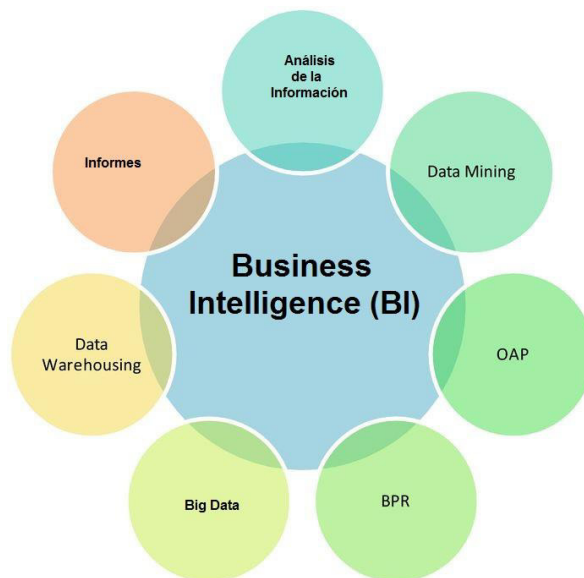 Análisis
de la
Información
Data Mining
OAP
BPR
Big Data
Data
Warehousing
Informes
Business
Intelligence (BI)